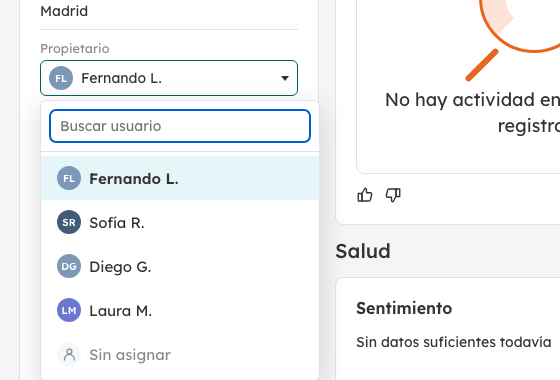 Madrid
Propietario
FL Fernando L.
Buscar usuario
FL Fernando L.
SR Sofía R.
DG Diego G.
LM Laura M.
Sin asignar
No hay actividad en
registr
Salud
Sentimiento
Sin datos suficientes todavía